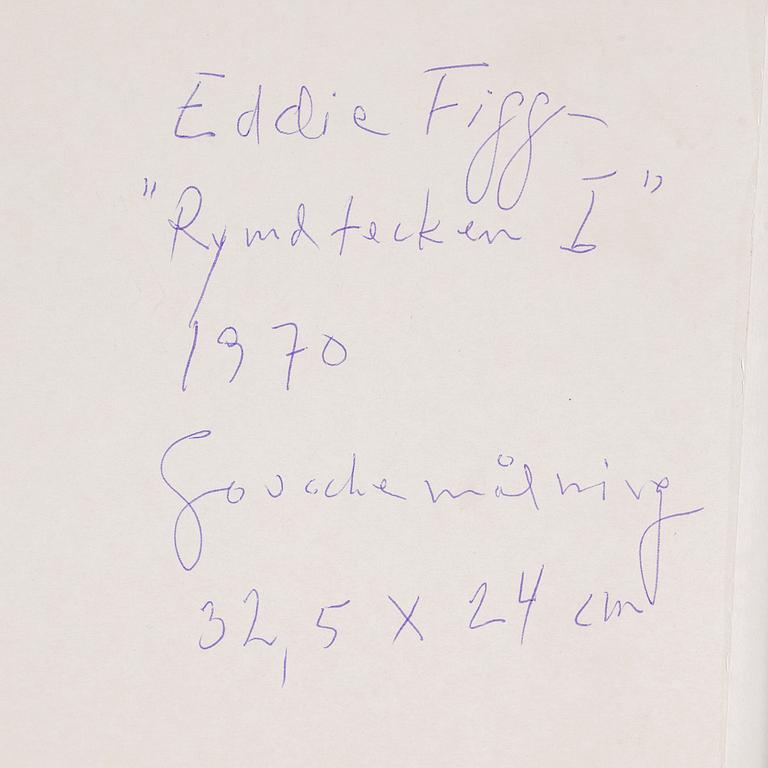 Eddie Figge
"Rymdtecken I"
1970
Gouachemålning
32,5 X 24 cm